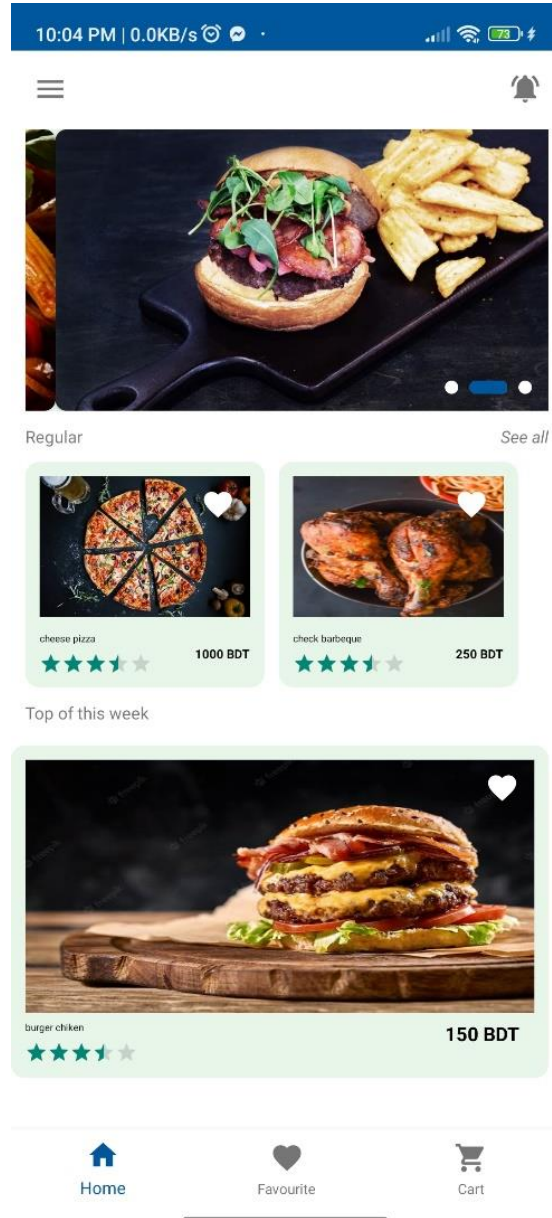 10:04 PM | 0.0KB/s
73
Regular
See all
cheese pizza
1000 BDT
check barbeque
250 BDT
Top of this week
burger chiken
150 BDT
Home
Favourite
Cart